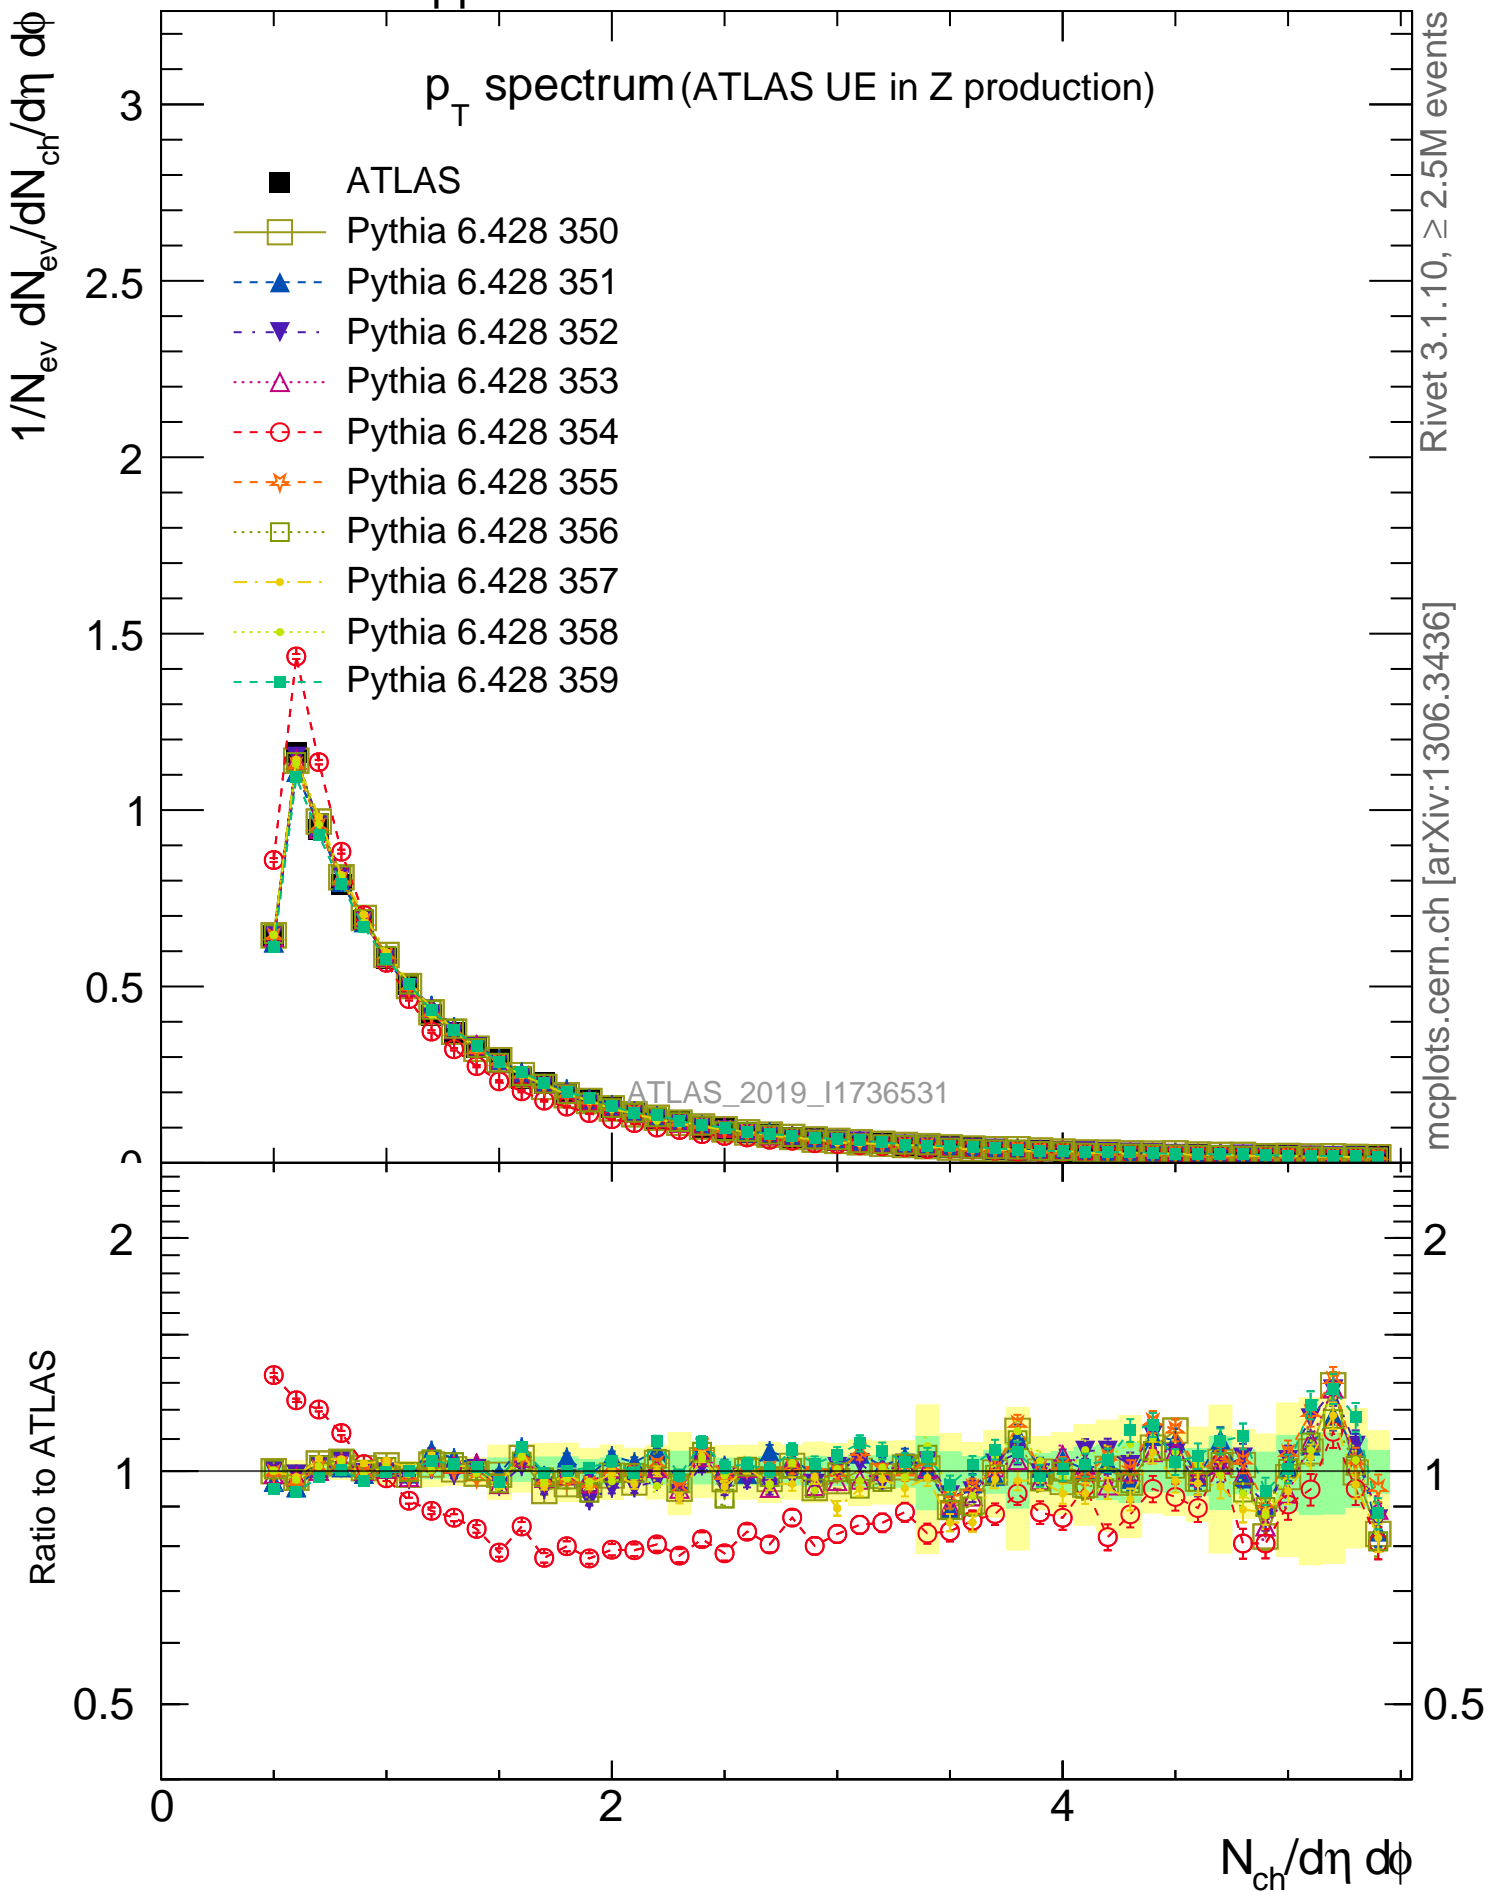 1/N_ev dN_ev/dN_ch/dη dϕ
p_T spectrum (ATLAS UE in Z production)
ATLAS
Pythia 6.428 350
Pythia 6.428 351
Pythia 6.428 352
Pythia 6.428 353
Pythia 6.428 354
Pythia 6.428 355
Pythia 6.428 356
Pythia 6.428 357
Pythia 6.428 358
Pythia 6.428 359
3
2.5
2
1.5
1
0.5
0
ATLAS_2019_I1736531
Rivet 3.1.10, ≥ 2.5M events
mcplots.cern.ch [arXiv:1306.3436]
Ratio to ATLAS
2
1
0.5
2
1
0.5
0
2
4
N_ch/dη dϕ